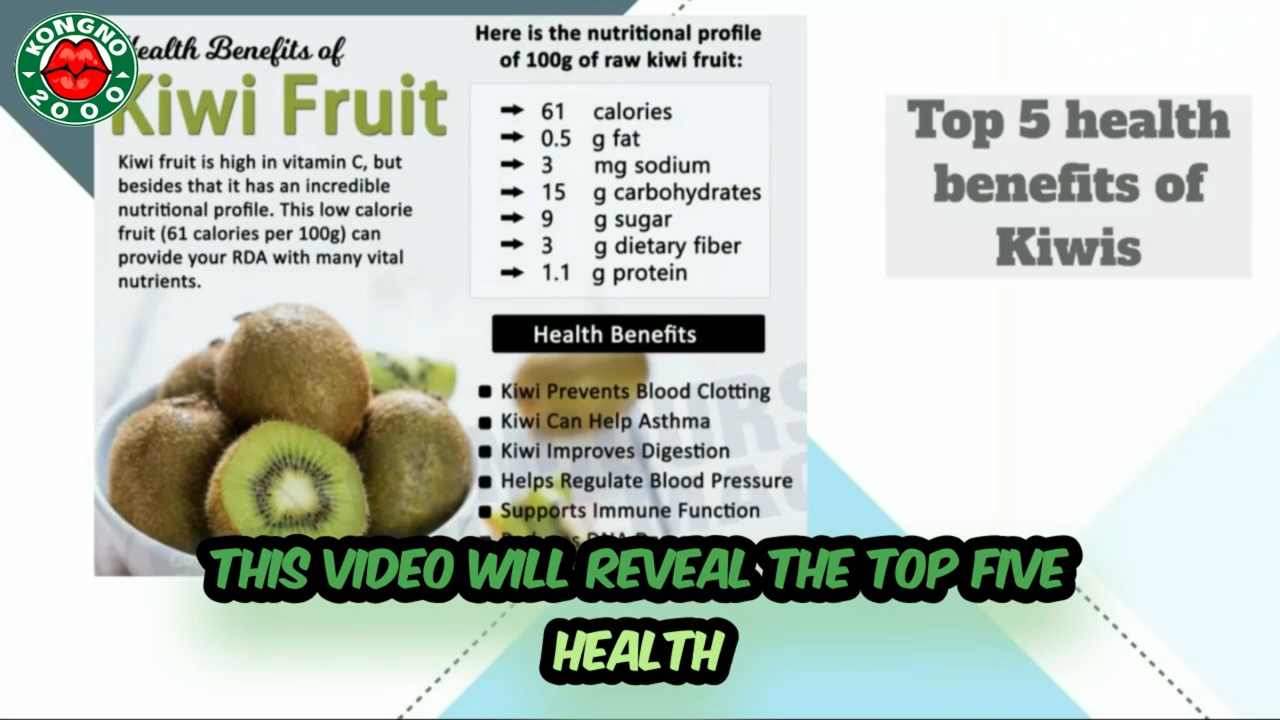 KONGNO
2000
Health Benefits of
Kiwi Fruit
Kiwi fruit is high in vitamin C, but
besides that it has an incredible
nutritional profile. This low calorie
fruit (61 calories per 100g) can
provide your RDA with many vital
nutrients.
Here is the nutritional profile
of 100g of raw kiwi fruit:
➡ 61 calories
➡ 0.5 g fat
➡ 3 mg sodium
➡ 15 g carbohydrates
➡ 9 g sugar
➡ 3 g dietary fiber
➡ 1.1 g protein
Health Benefits
■ Kiwi Prevents Blood Clotting
■ Kiwi Can Help Asthma
■ Kiwi Improves Digestion
■ Helps Regulate Blood Pressure
■ Supports Immune Function
Top 5 health
benefits of
Kiwis
THIS VIDEO WILL REVEAL THE TOP FIVE
HEALTH